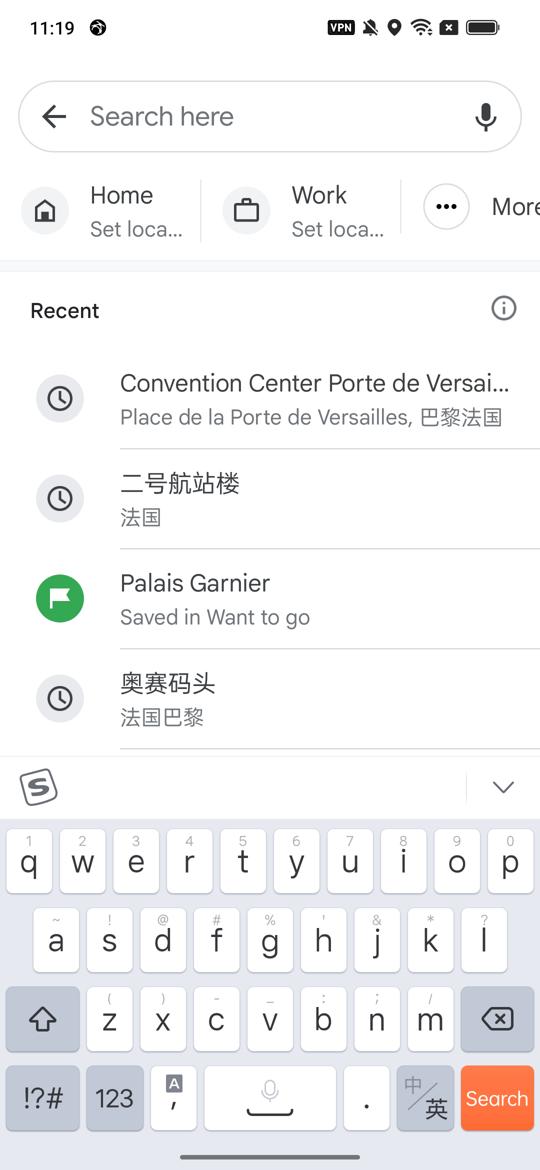 11:19
VPN
Search here
Home
Set loca...
Work
Set loca...
More
Recent
Convention Center Porte de Versai...
Place de la Porte de Versailles, 巴黎法国
二号航站楼
法国
Palais Garnier
Saved in Want to go
奥赛码头
法国巴黎
S
1 2 3 4 5 6 7 8 9 0
q w e r t y u i o p
~ ! @ # % ' & * ?
a s d f g h j k l
( ) - _ : ; /
z x c v b n m
!?# 123 A , . 中/英 Search